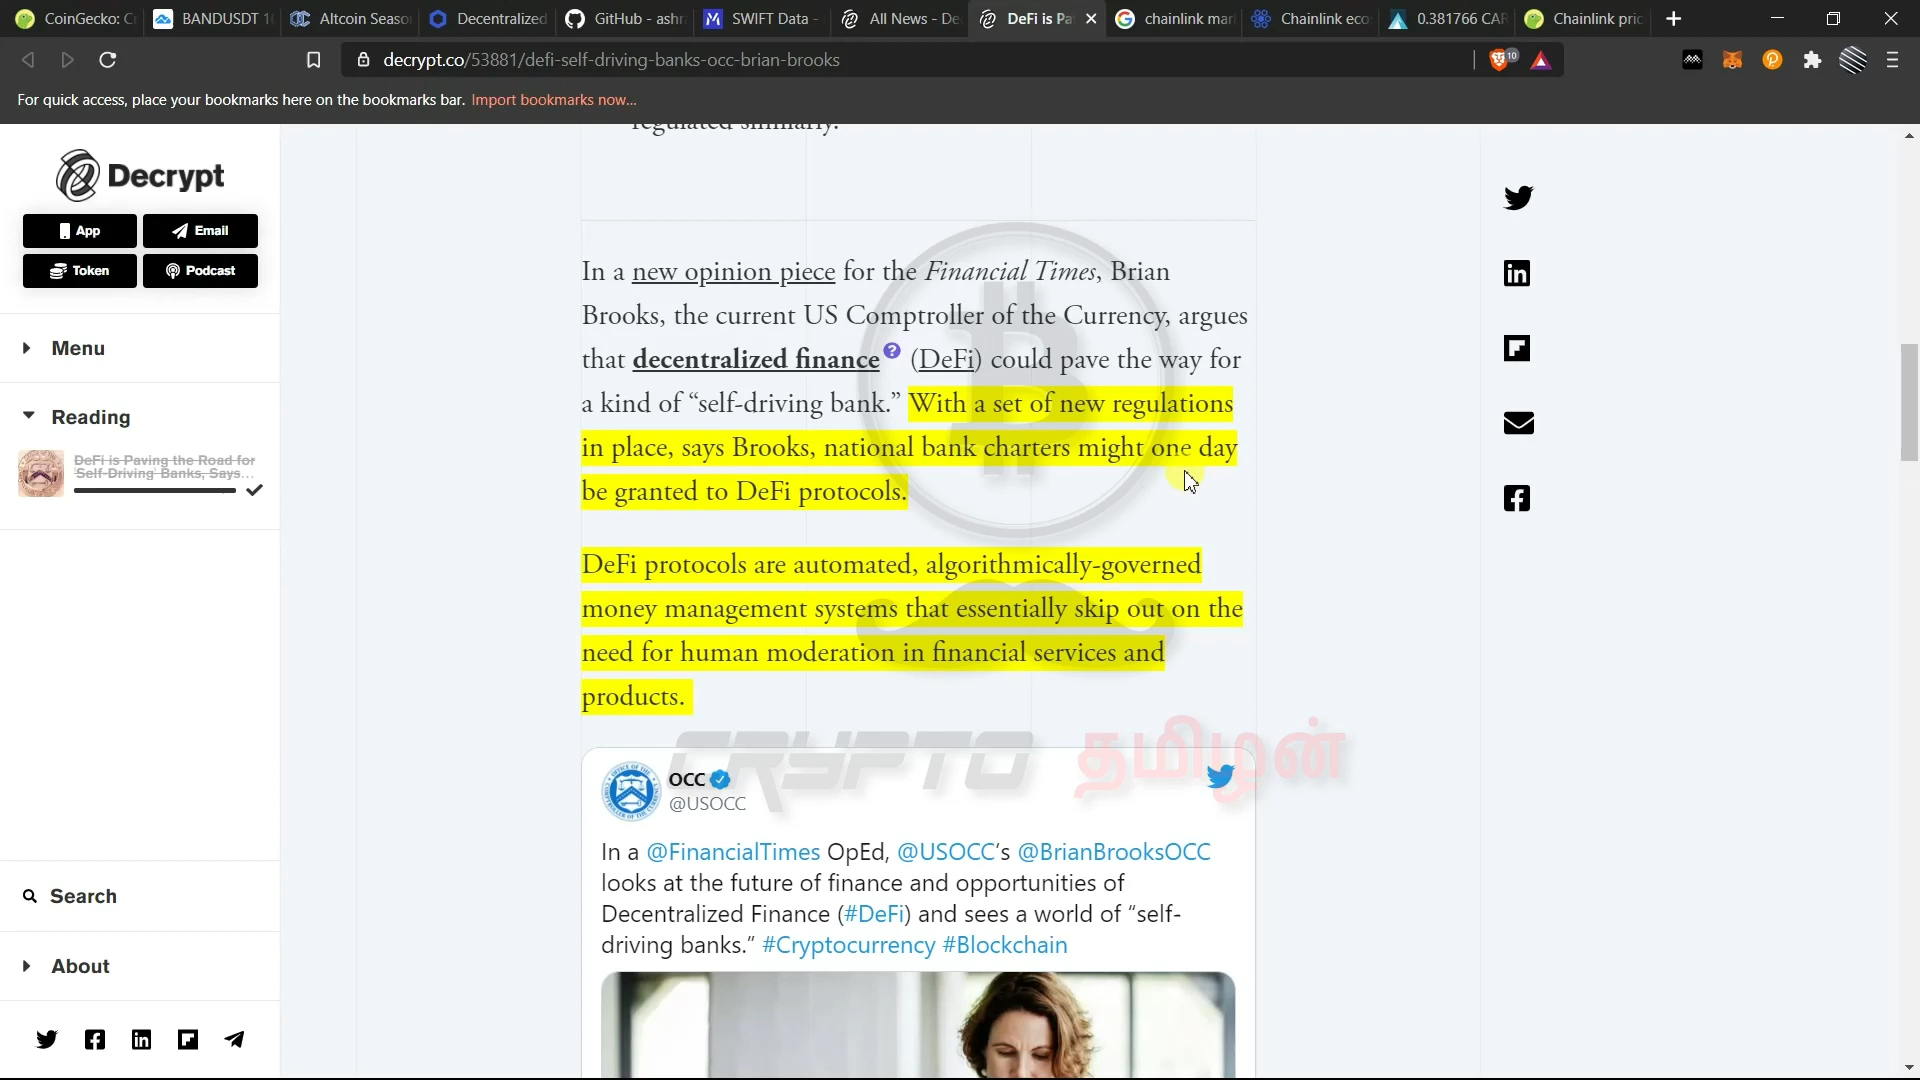 CoinGecko: C
BANDUSDT 1
Altcoin Seaso
Decentralized
GitHub - ashr
SWIFT Data -
All News - De
DeFi is Pa
chainlink mar
Chainlink eco
0.381766 CAR
Chainlink pric
decrypt.co/53881/defi-self-driving-banks-occ-brian-brooks
10
For quick access, place your bookmarks here on the bookmarks bar. Import bookmarks now...
Decrypt
App
Email
Token
Podcast
Menu
Reading
DeFi is Paving the Road for
'Self-Driving' Banks, Says...
Search
About
regulated similarly.
In a new opinion piece for the Financial Times, Brian
Brooks, the current US Comptroller of the Currency, argues
that decentralized finance ? (DeFi) could pave the way for
a kind of “self-driving bank.” With a set of new regulations
in place, says Brooks, national bank charters might one day
be granted to DeFi protocols.
DeFi protocols are automated, algorithmically-governed
money management systems that essentially skip out on the
need for human moderation in financial services and
products.
CRYPTO தமிழன்
OCC
@USOCC
In a @FinancialTimes OpEd, @USOCC's @BrianBrooksOCC
looks at the future of finance and opportunities of
Decentralized Finance (#DeFi) and sees a world of “self-
driving banks.” #Cryptocurrency #Blockchain